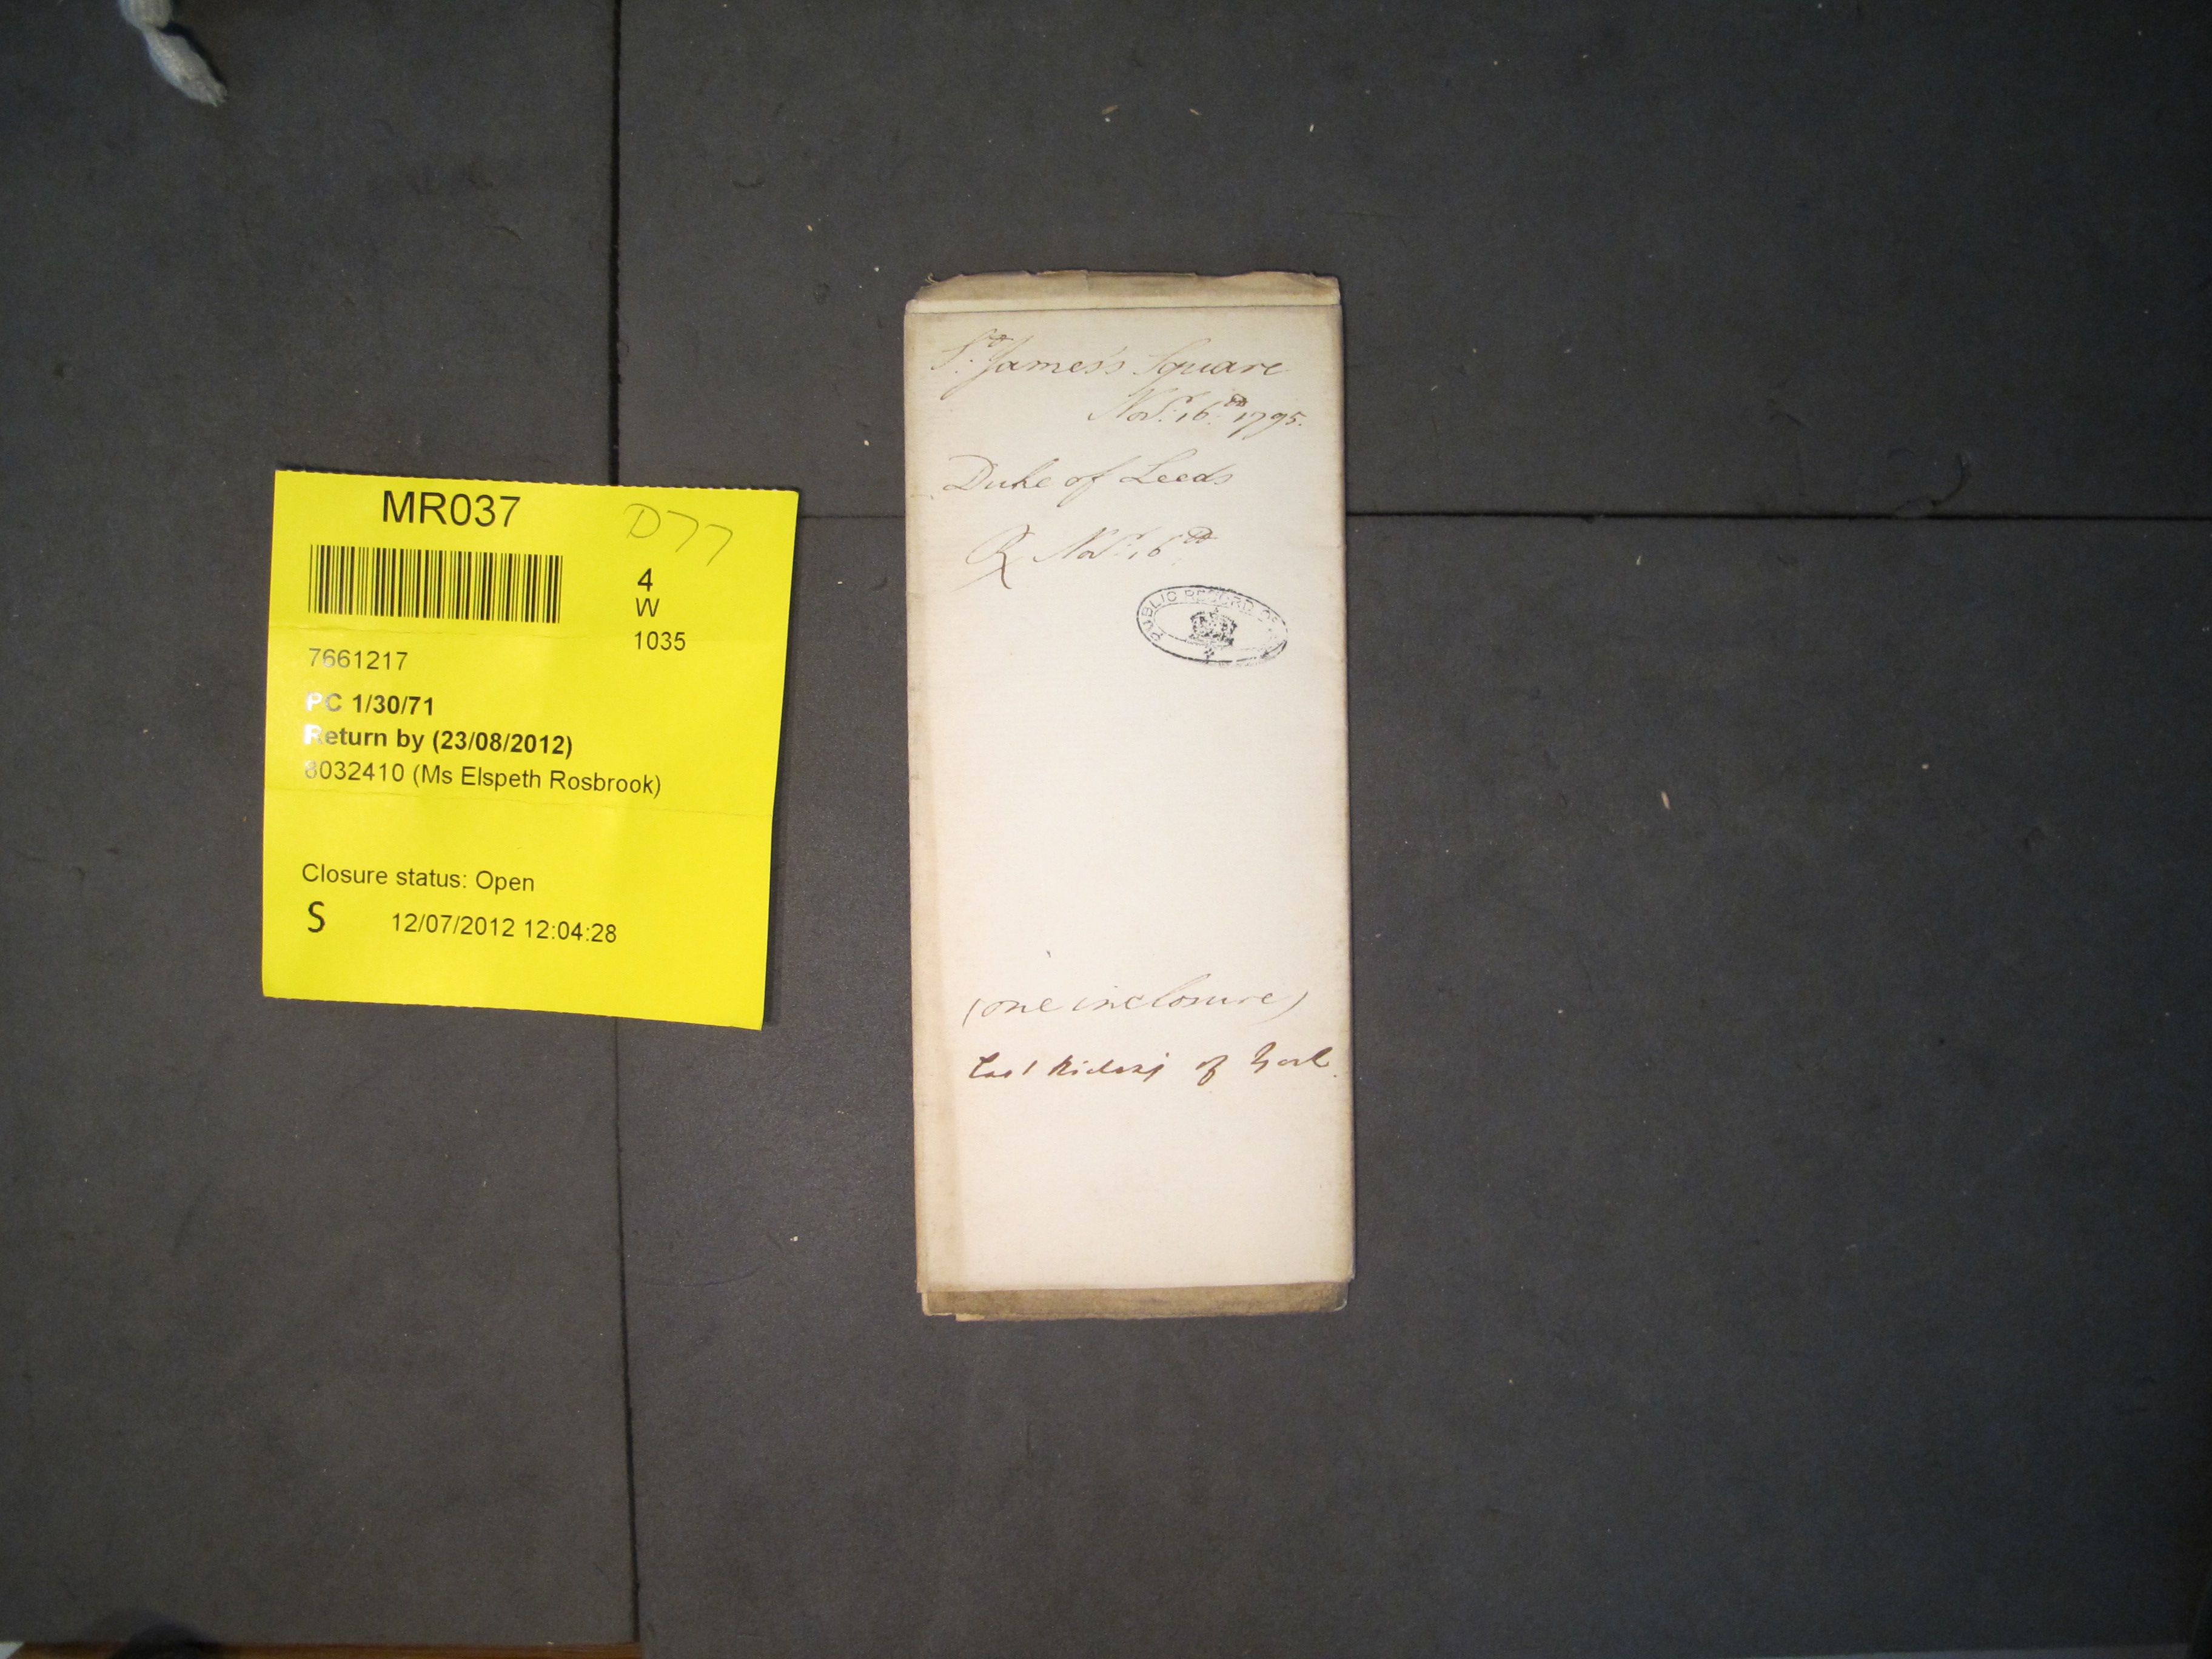 MR037
D77
4
W
1035
7661217
PC 1/30/71
Return by (23/08/2012)
8032410 (Ms Elspeth Rosbrook)
Closure status: Open
S 12/07/2012 12:04:28
St. James's Square
Novr. 16th 1795.
Duke of Leeds
R Novr. 16th
PUBLIC RECORD
(one inclosure)
East Riding of York.